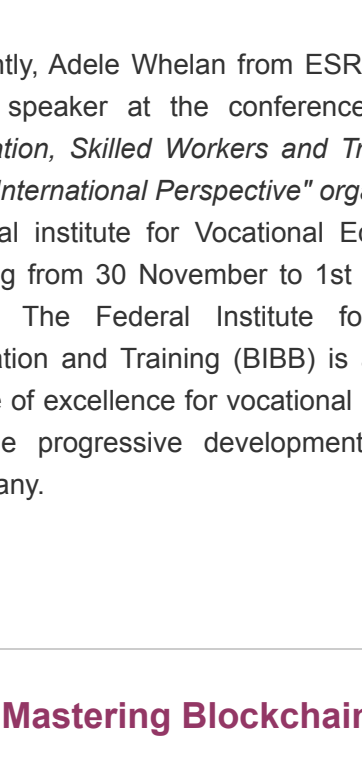 ntly, Adele Whelan from ESR
speaker at the conference
ation, Skilled Workers and Tr
International Perspective" orga
al institute for Vocational Ed
g from 30 November to 1st
The Federal Institute fo
ation and Training (BIBB) is
e of excellence for vocational
e progressive development
any.
Mastering Blockchain